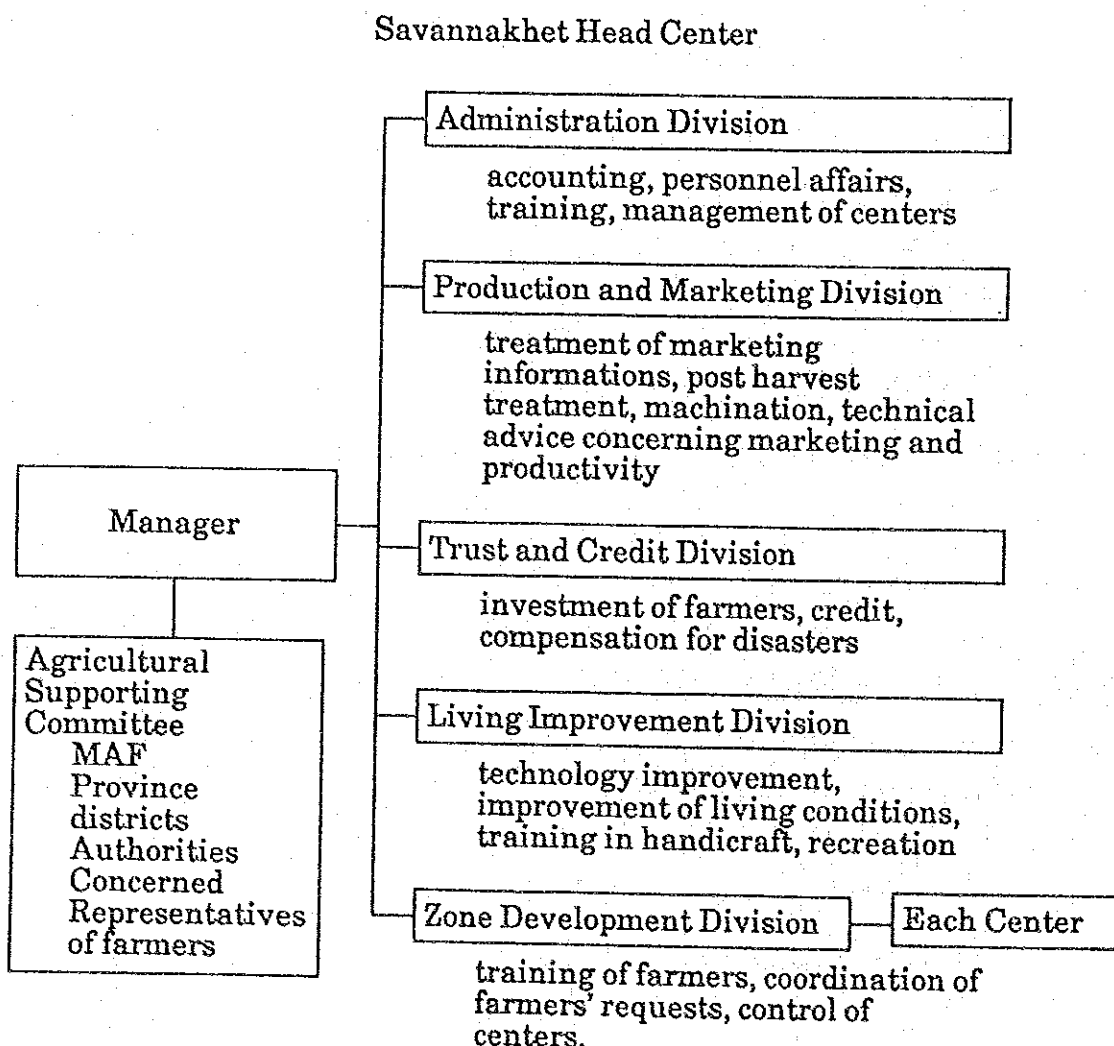 Savannakhet Head Center
Administration Division
accounting, personnel affairs,
training, management of centers
Production and Marketing Division
treatment of marketing
informations, post harvest
treatment, machination, technical
advice concerning marketing and
productivity
Manager
Trust and Credit Division
investment of farmers, credit,
compensation for disasters
Agricultural
Supporting
Committee
MAF
Province
districts
Authorities
Concerned
Representatives
of farmers
Living Improvement Division
technology improvement,
improvement of living conditions,
training in handicraft, recreation
Zone Development Division
Each Center
training of farmers, coordination of
farmers' requests, control of
centers.